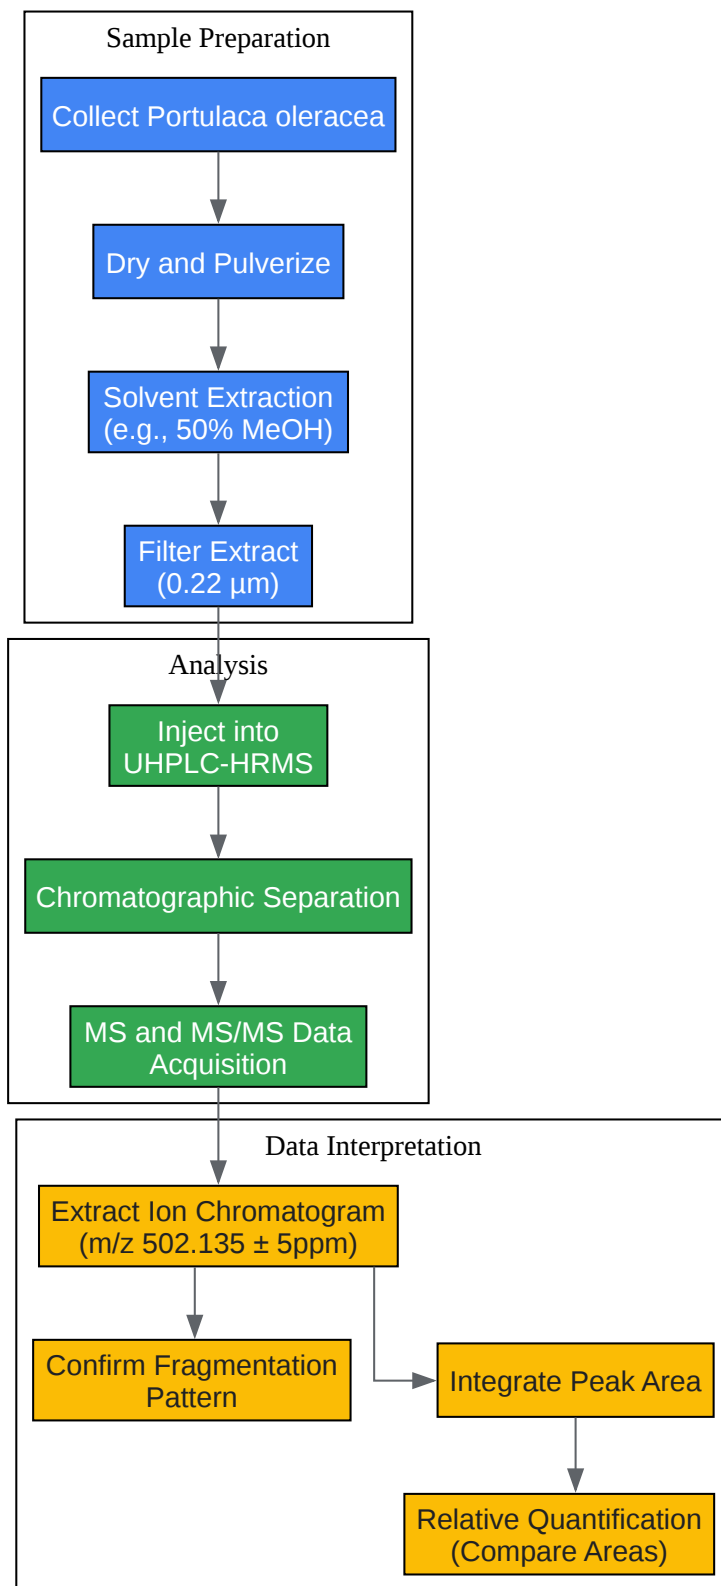 Sample Preparation
Collect Portulaca oleracea
Dry and Pulverize
Solvent Extraction
(e.g., 50% MeOH)
Filter Extract
(0.22 µm)
Analysis
Inject into
UHPLC-HRMS
Chromatographic Separation
MS and MS/MS Data
Acquisition
Data Interpretation
Extract Ion Chromatogram
(m/z 502.135 ± 5ppm)
Confirm Fragmentation
Pattern
Integrate Peak Area
Relative Quantification
(Compare Areas)